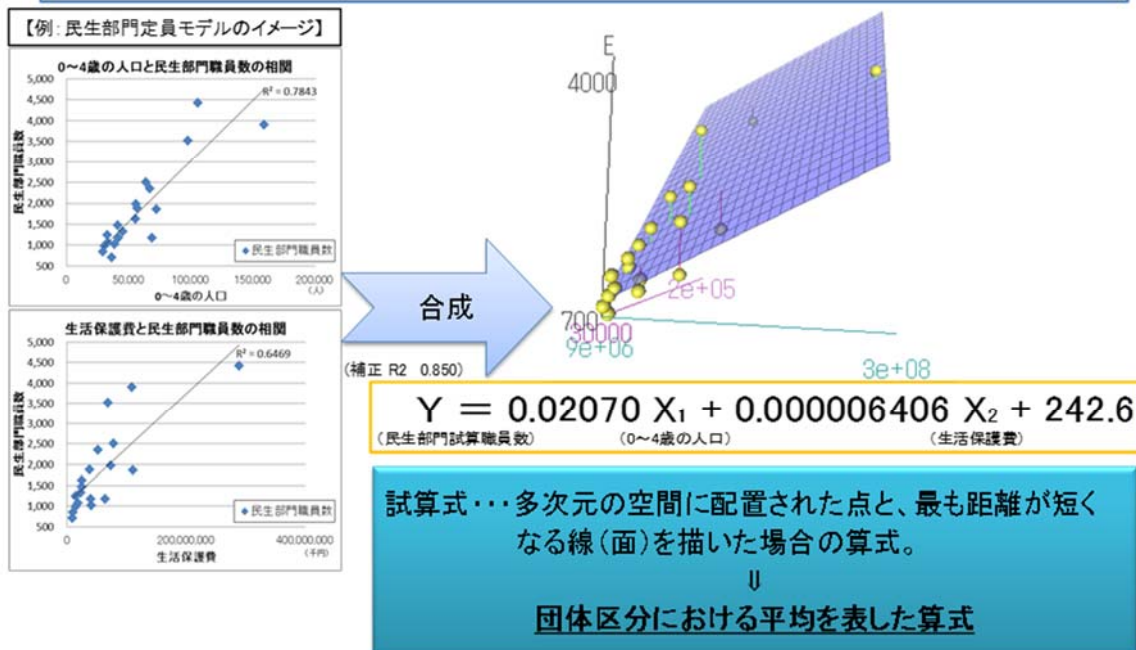 【例：民生部門定員モデルのイメージ】
0～4歳の人口と民生部門職員数の相関
R² = 0.7843
民生部門職員数
5,000
4,500
4,000
3,500
3,000
2,500
2,000
1,500
1,000
500
◆民生部門職員数
0 50,000 100,000 150,000 200,000
(人)
0～4歳の人口
生活保護費と民生部門職員数の相関
R² = 0.6469
民生部門職員数
5,000
4,500
4,000
3,500
3,000
2,500
2,000
1,500
1,000
500
◆民生部門職員数
0 200,000,000 400,000,000
(千円)
生活保護費
合成
(補正 R2 0.850)
E
4000
700
30000
9e+06
2e+05
3e+08
Y ＝ 0.02070 X₁ + 0.000006406 X₂ + 242.6
(民生部門試算職員数) (0～4歳の人口) (生活保護費)
試算式・・・多次元の空間に配置された点と、最も距離が短く
なる線(面)を描いた場合の算式。
⇓
団体区分における平均を表した算式